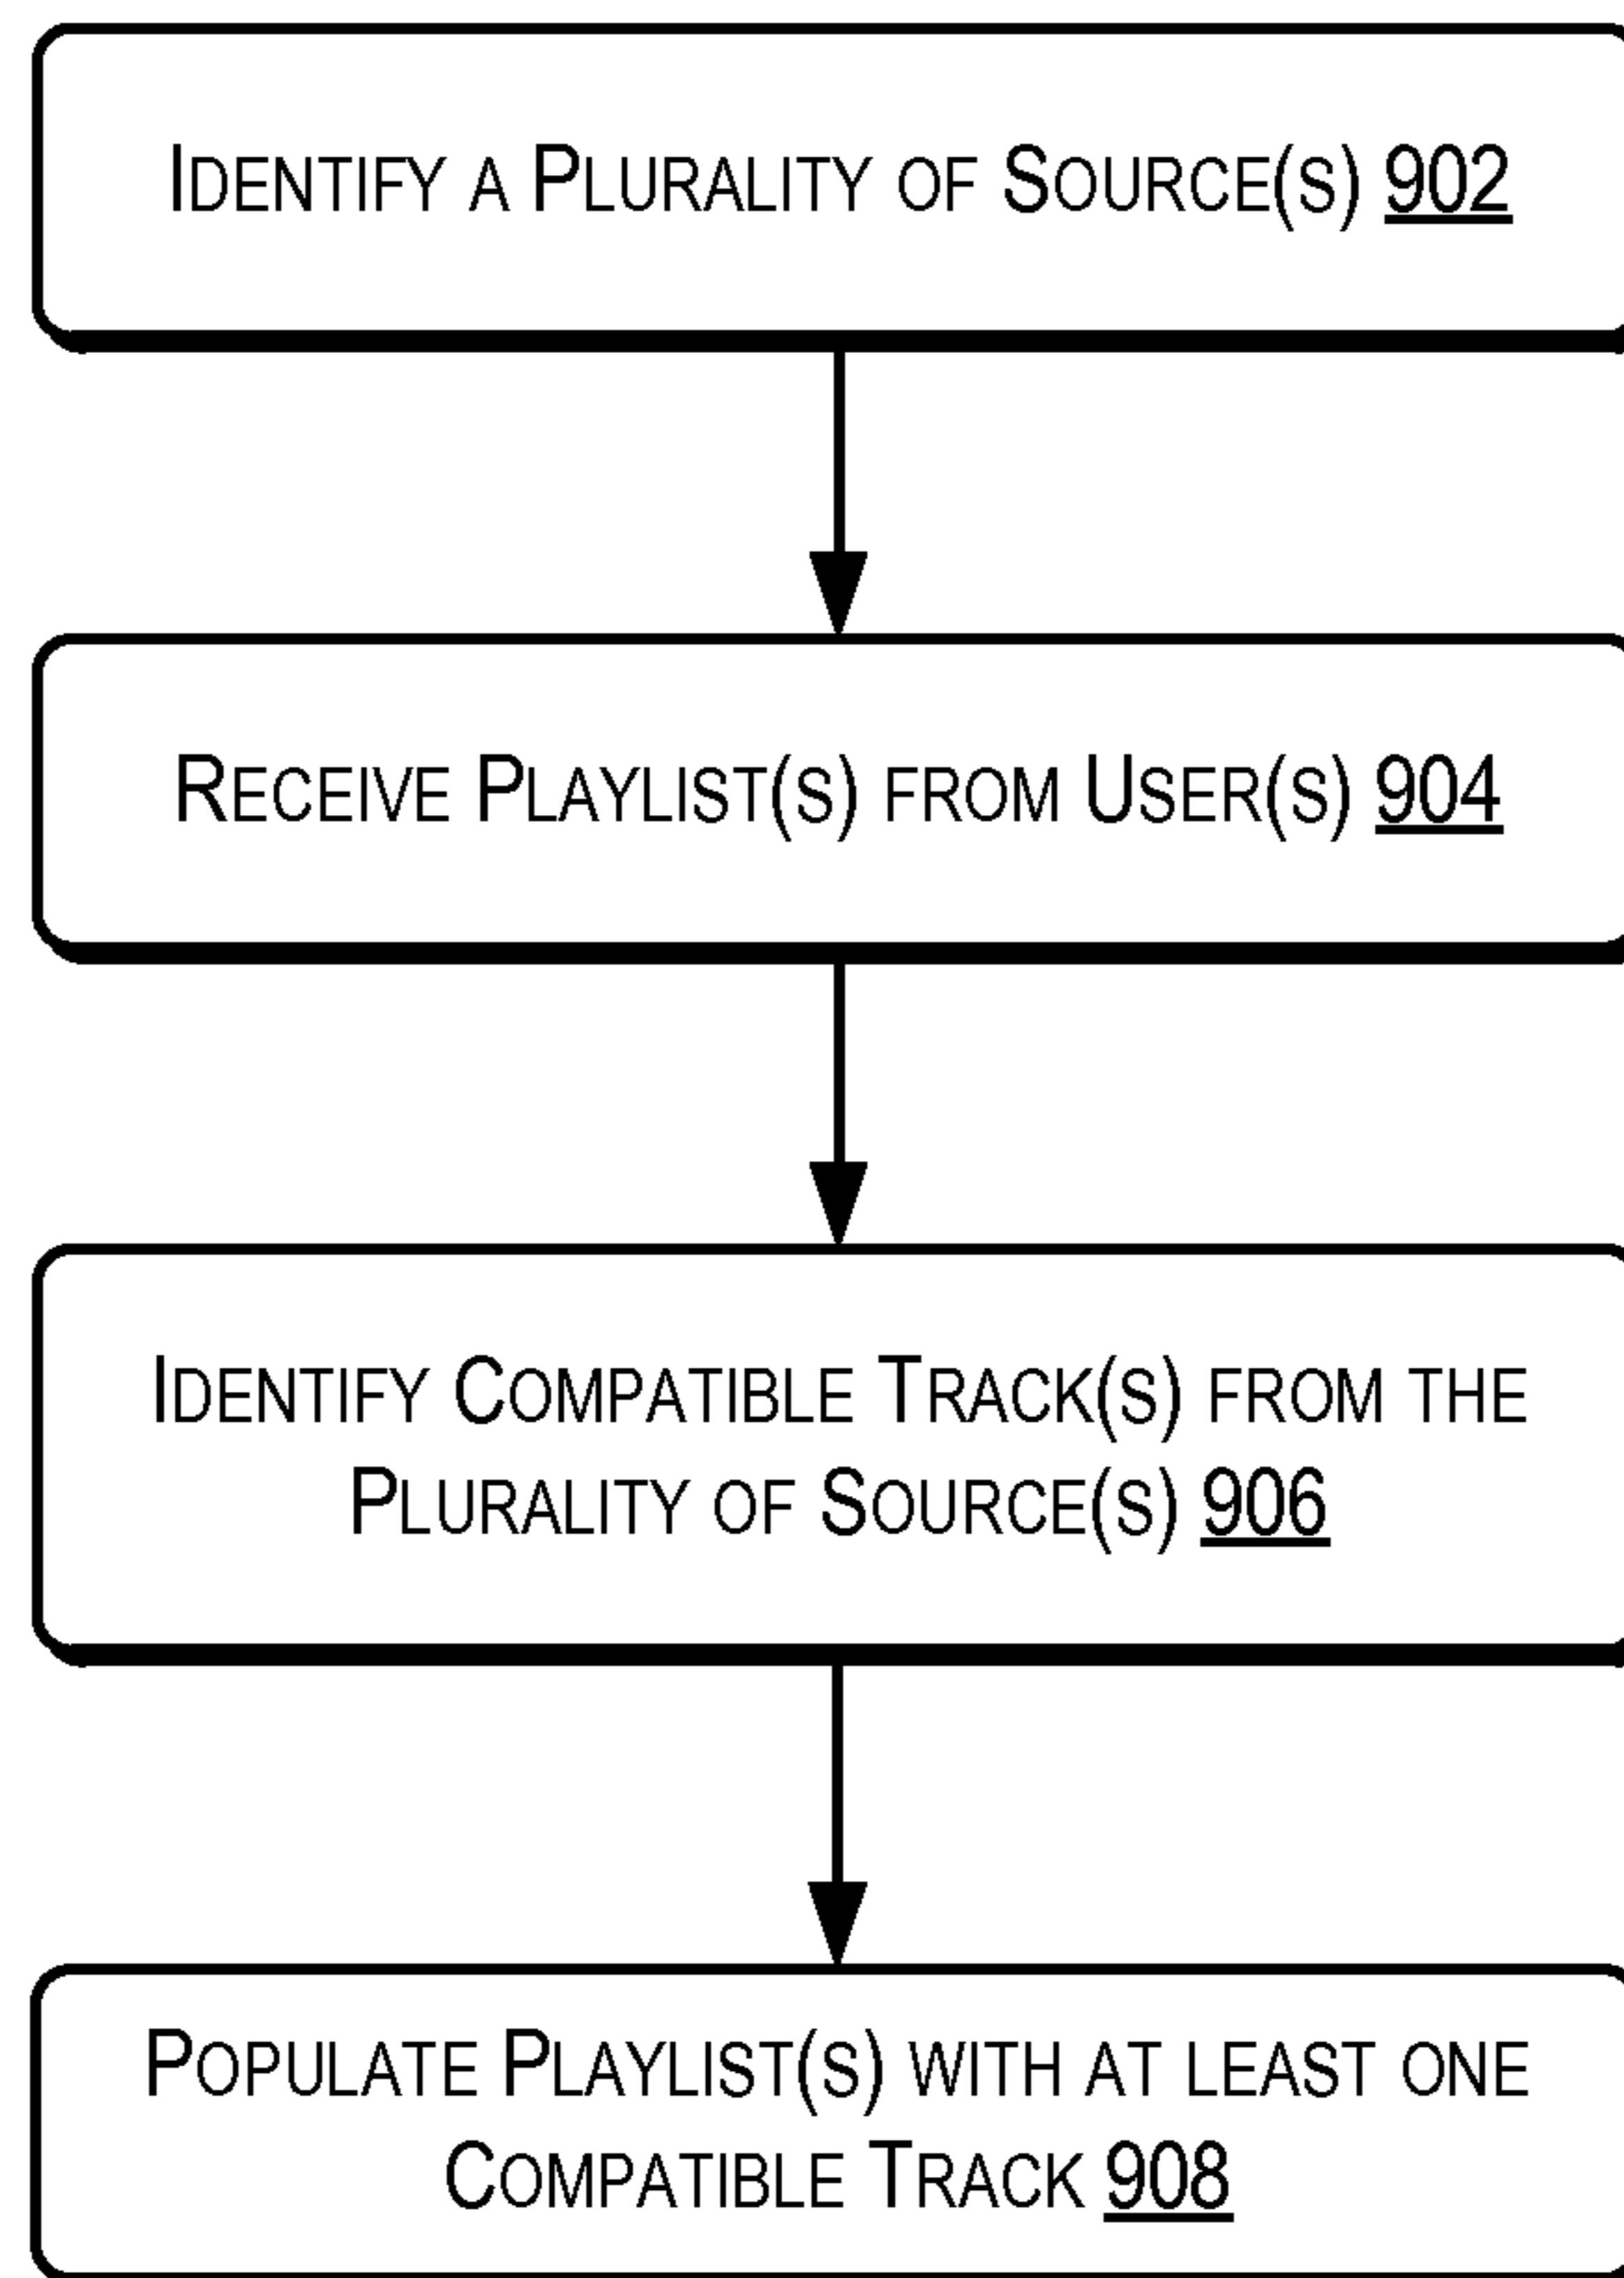 Identify a Plurality of Source(s) 902
Receive Playlist(s) from User(s) 904
Identify Compatible Track(s) from the
Plurality of Source(s) 906
Populate Playlist(s) with at least one
Compatible Track 908